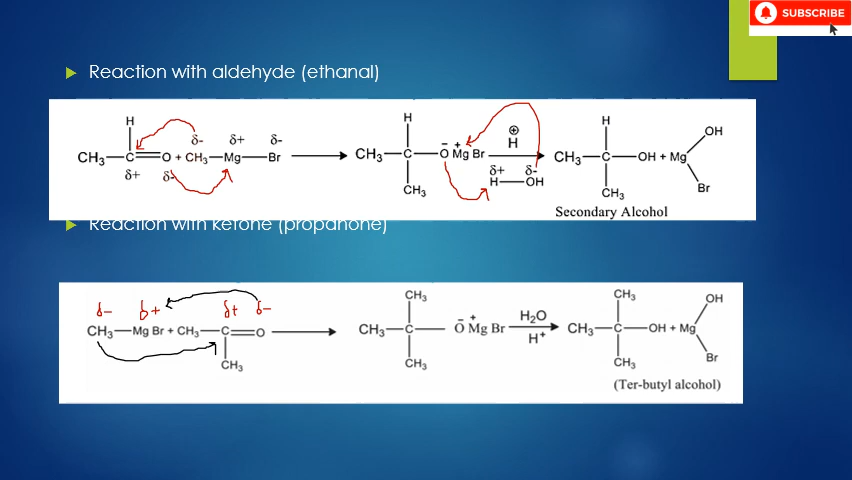 SUBSCRIBE
Reaction with aldehyde (ethanal)
H H H OH
δ- δ+ δ- − + ⊕ H
CH₃—C=O + CH₃—Mg—Br → CH₃—C—O Mg Br → CH₃—C—OH + Mg
δ+ δ- δ+ δ-
H—OH
CH₃ CH₃ Br
Secondary Alcohol
Reaction with ketone (propanone)
CH₃ CH₃ OH
δ- δ+ δ+ δ-
CH₃—Mg Br + CH₃—C=O → CH₃—C— Ō Mg⁺ Br H₂O → CH₃—C—OH + Mg
H⁺
CH₃ CH₃ CH₃ Br
(Ter-butyl alcohol)